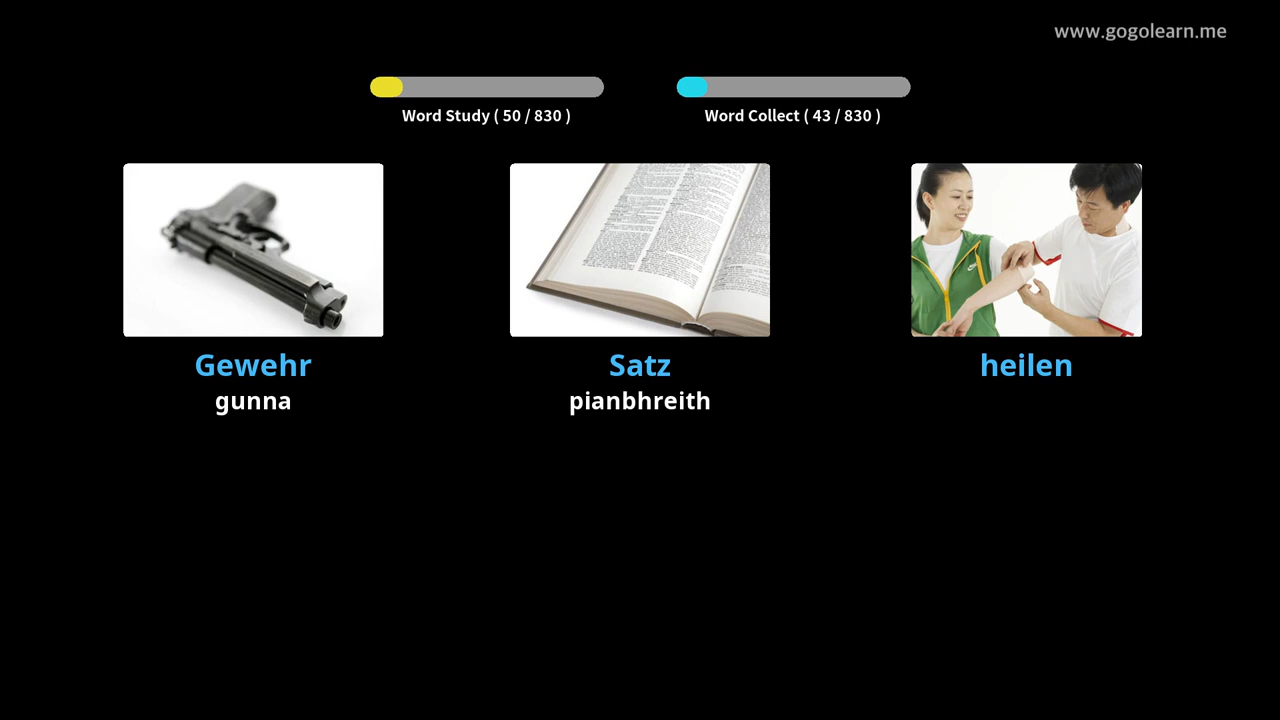 www.gogolearn.me
Word Study ( 50 / 830 )
Word Collect ( 43 / 830 )
Gewehr
gunna
Satz
pianbhreith
heilen